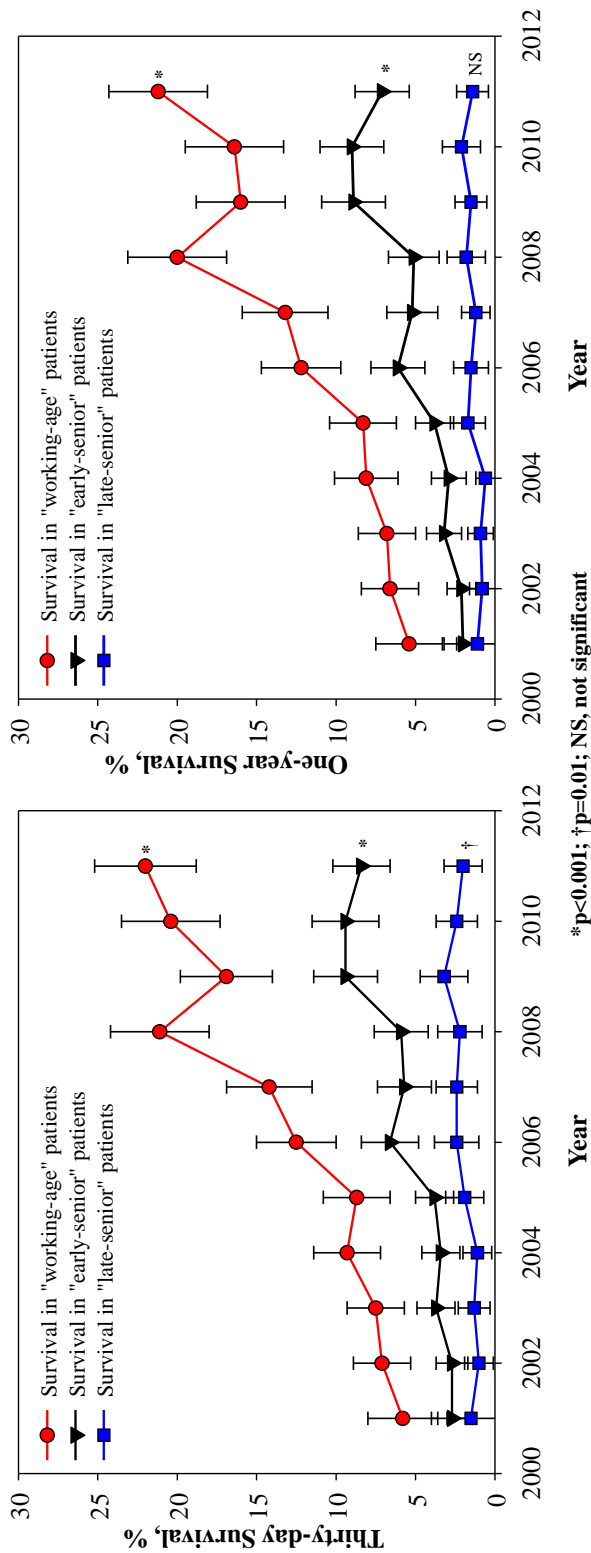 30
25
20
15
10
5
0
Thirty-day Survival, %
Survival in "working-age" patients
Survival in "early-senior" patients
Survival in "late-senior" patients
*
*
†
2000
2002
2004
2006
2008
2010
2012
Year
30
25
20
15
10
5
0
One-year Survival, %
Survival in "working-age" patients
Survival in "early-senior" patients
Survival in "late-senior" patients
*
*
NS
2000
2002
2004
2006
2008
2010
2012
Year
*p<0.001; †p=0.01; NS, not significant